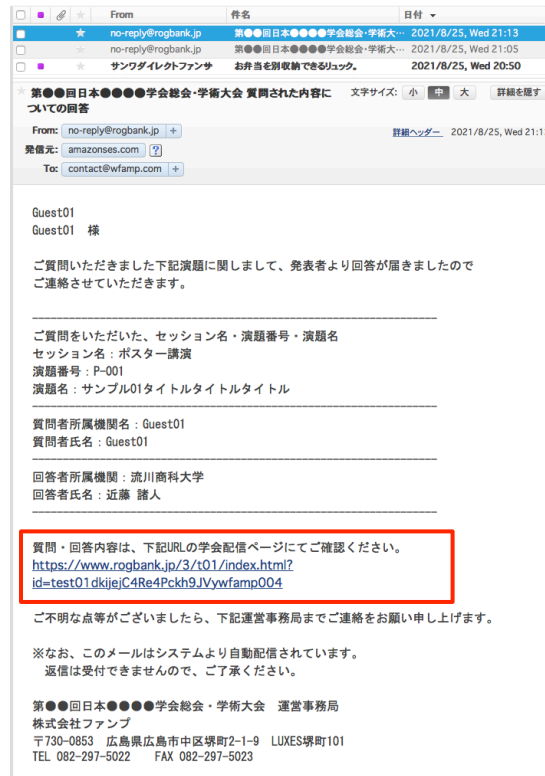 From 件名 日付
no-reply@rogbank.jp 第●●回日本●●●●学会総会・学術大… 2021/8/25, Wed 21:13
no-reply@rogbank.jp 第●●回日本●●●●学会総会・学術大… 2021/8/25, Wed 21:05
サンワダイレクトファンサ お弁当を別収納できるリュック。 2021/8/25, Wed 20:50
第●●回日本●●●●学会総会・学術大会 質問された内容に
ついての回答
文字サイズ: 小 中 大 詳細を隠す
From: no-reply@rogbank.jp +
詳細ヘッダー 2021/8/25, Wed 21:1
発信元: amazonses.com ?
To: contact@wfamp.com +
Guest01
Guest01 様
ご質問いただきました下記演題に関しまして、発表者より回答が届きましたので
ご連絡させていただきます。
ご質問をいただいた、セッション名・演題番号・演題名
セッション名：ポスター講演
演題番号：P-001
演題名：サンプル01タイトルタイトルタイトル
質問者所属機関名：Guest01
質問者氏名：Guest01
回答者所属機関：流川商科大学
回答者氏名：近藤 諸人
質問・回答内容は、下記URLの学会配信ページにてご確認ください。
https://www.rogbank.jp/3/t01/index.html?
id=test01dkijejC4Re4Pckh9JVywfamp004
ご不明な点等がございましたら、下記運営事務局までご連絡をお願い申し上げます。
※なお、このメールはシステムより自動配信されています。
返信は受付できませんので、ご了承ください。
第●●回日本●●●●学会総会・学術大会 運営事務局
株式会社ファンプ
〒730-0853 広島県広島市中区堺町2-1-9 LUXES堺町101
TEL 082-297-5022 FAX 082-297-5023